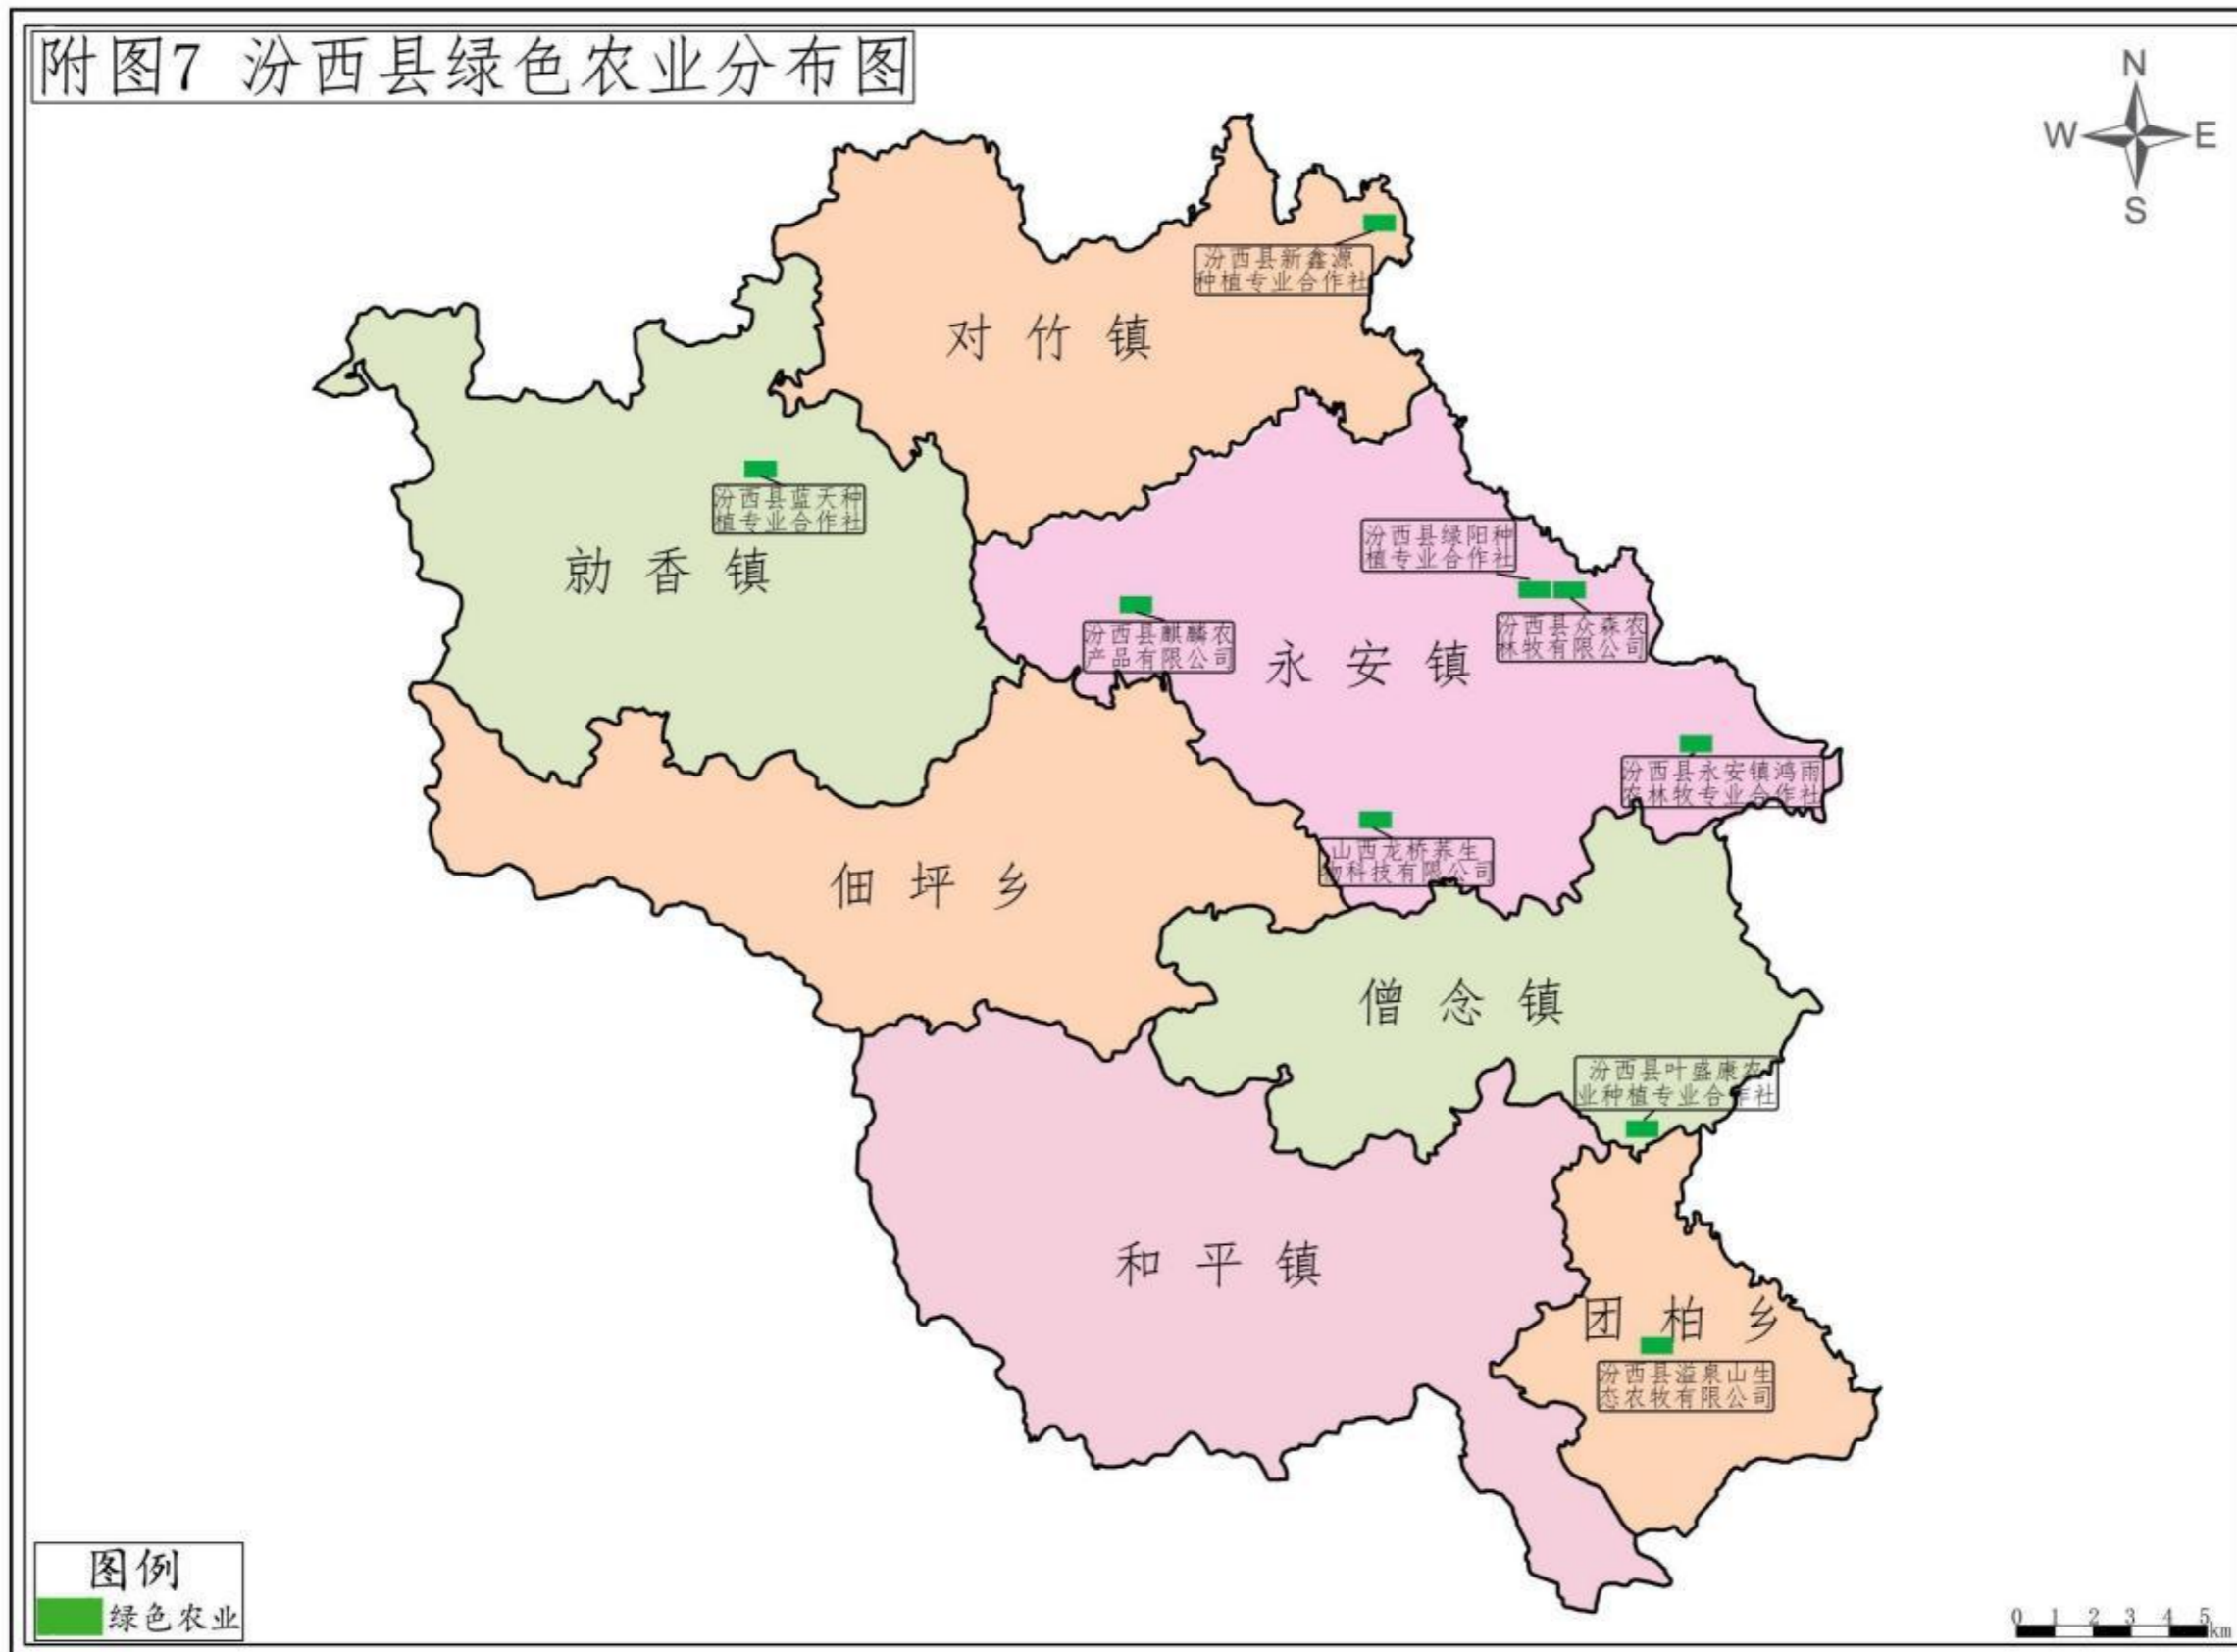 附图7 汾西县绿色农业分布图
N
W
E
S
汾西县新鑫源
种植专业合作社
对竹镇
汾西县蓝天种
植专业合作社
勍香镇
汾西县绿阳种
植专业合作社
汾西县众森农
林牧有限公司
汾西县麒麟农
产品有限公司
永安镇
汾西县永安镇鸿雨
农林牧专业合作社
山西龙桥养生
物科技有限公司
佃坪乡
僧念镇
汾西县叶盛康农
业种植专业合作社
和平镇
团柏乡
汾西县溢泉山生
态农牧有限公司
图例
绿色农业
0 1 2 3 4 5
km